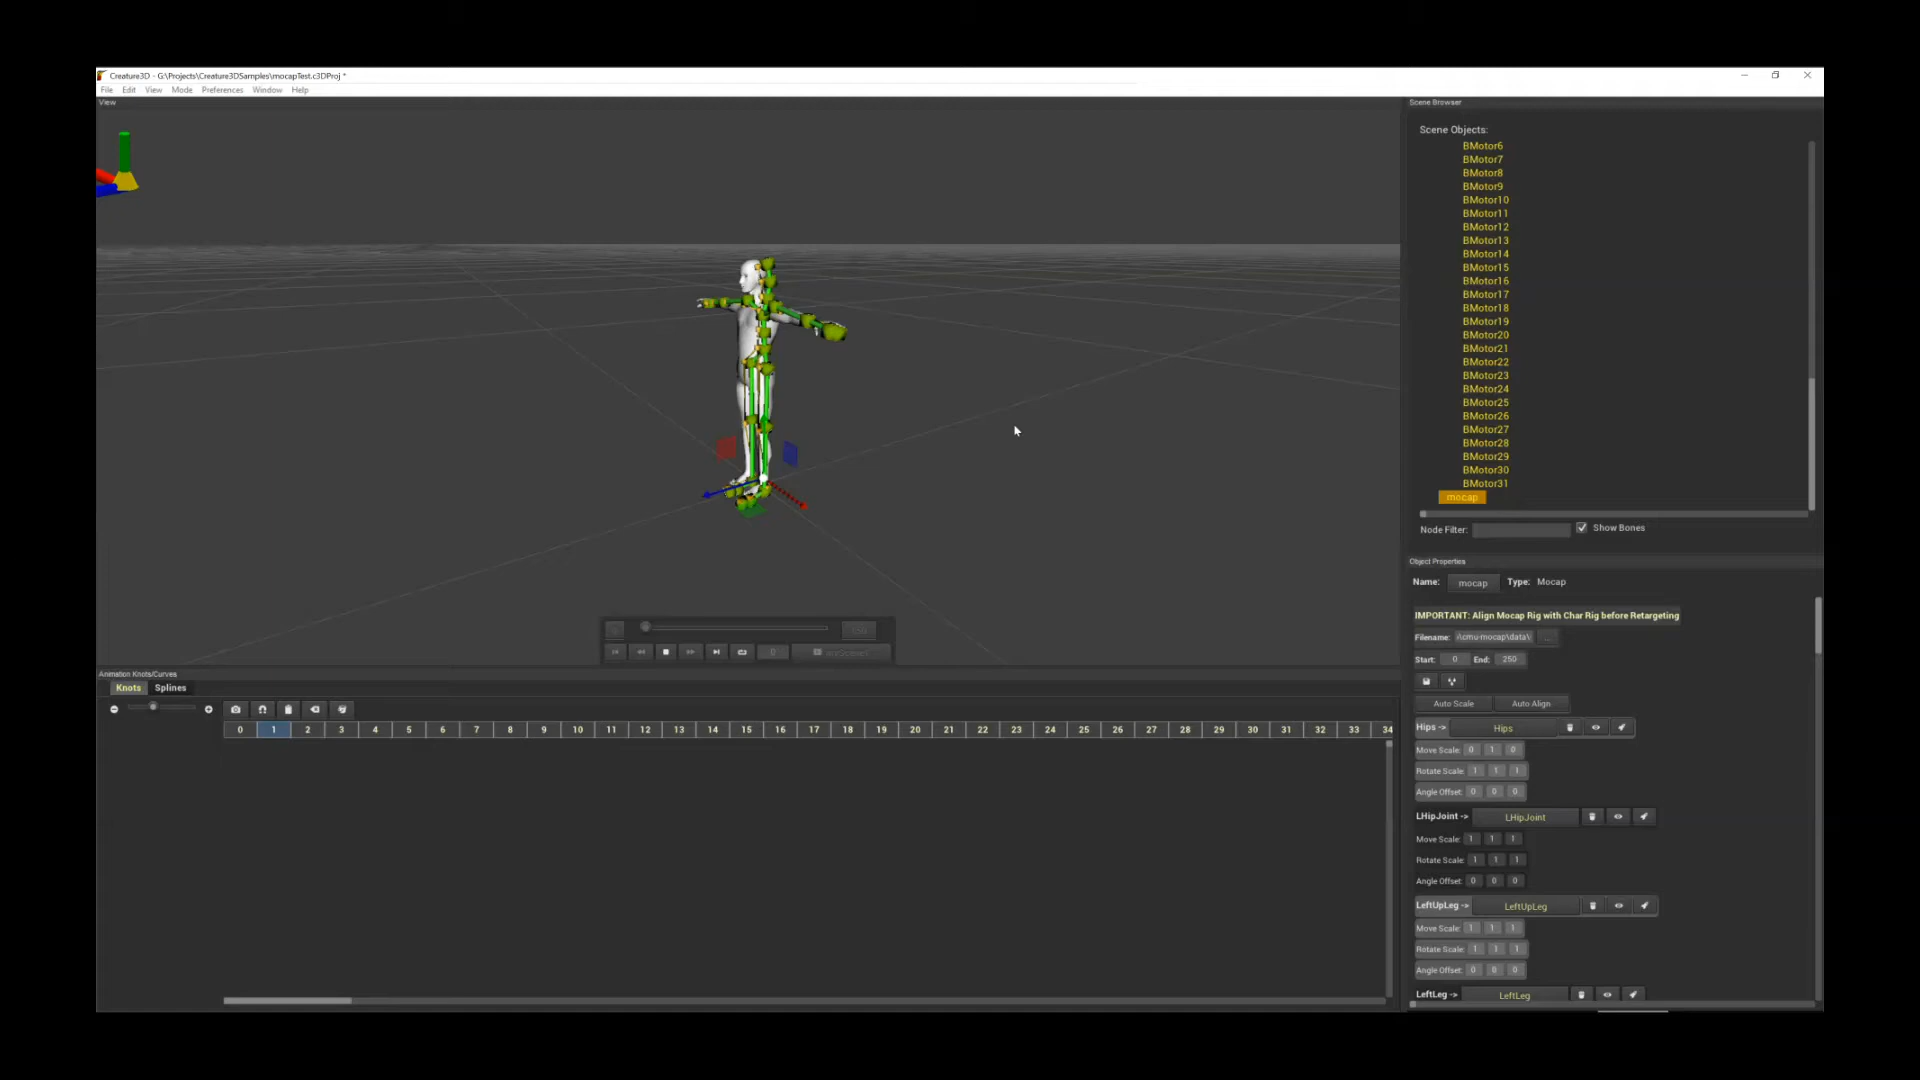 Creature3D - G:\Projects\Creature3DSamples\mocapTest.c3DProj *
File Edit View Mode Preferences Window Help
View
0
Animation Knots/Curves
Knots Splines
0 1 2 3 4 5 6 7 8 9 10 11 12 13 14 15 16 17 18 19 20 21 22 23 24 25 26 27 28 29 30 31 32 33 34
Scene Browser
Scene Objects:
BMotor6
BMotor7
BMotor8
BMotor9
BMotor10
BMotor11
BMotor12
BMotor13
BMotor14
BMotor15
BMotor16
BMotor17
BMotor18
BMotor19
BMotor20
BMotor21
BMotor22
BMotor23
BMotor24
BMotor25
BMotor26
BMotor27
BMotor28
BMotor29
BMotor30
BMotor31
mocap
Node Filter: Show Bones
Object Properties
Name: mocap Type: Mocap
IMPORTANT: Align Mocap Rig with Char Rig before Retargeting
Filename: \cmu-mocap\data\ ...
Start: 0 End: 250
Auto Scale Auto Align
Hips -> Hips
Move Scale: 0 1 0
Rotate Scale: 1 1 1
Angle Offset: 0 0 0
LHipJoint -> LHipJoint
Move Scale: 1 1 1
Rotate Scale: 1 1 1
Angle Offset: 0 0 0
LeftUpLeg -> LeftUpLeg
Move Scale: 1 1 1
Rotate Scale: 1 1 1
Angle Offset: 0 0 0
LeftLeg -> LeftLeg